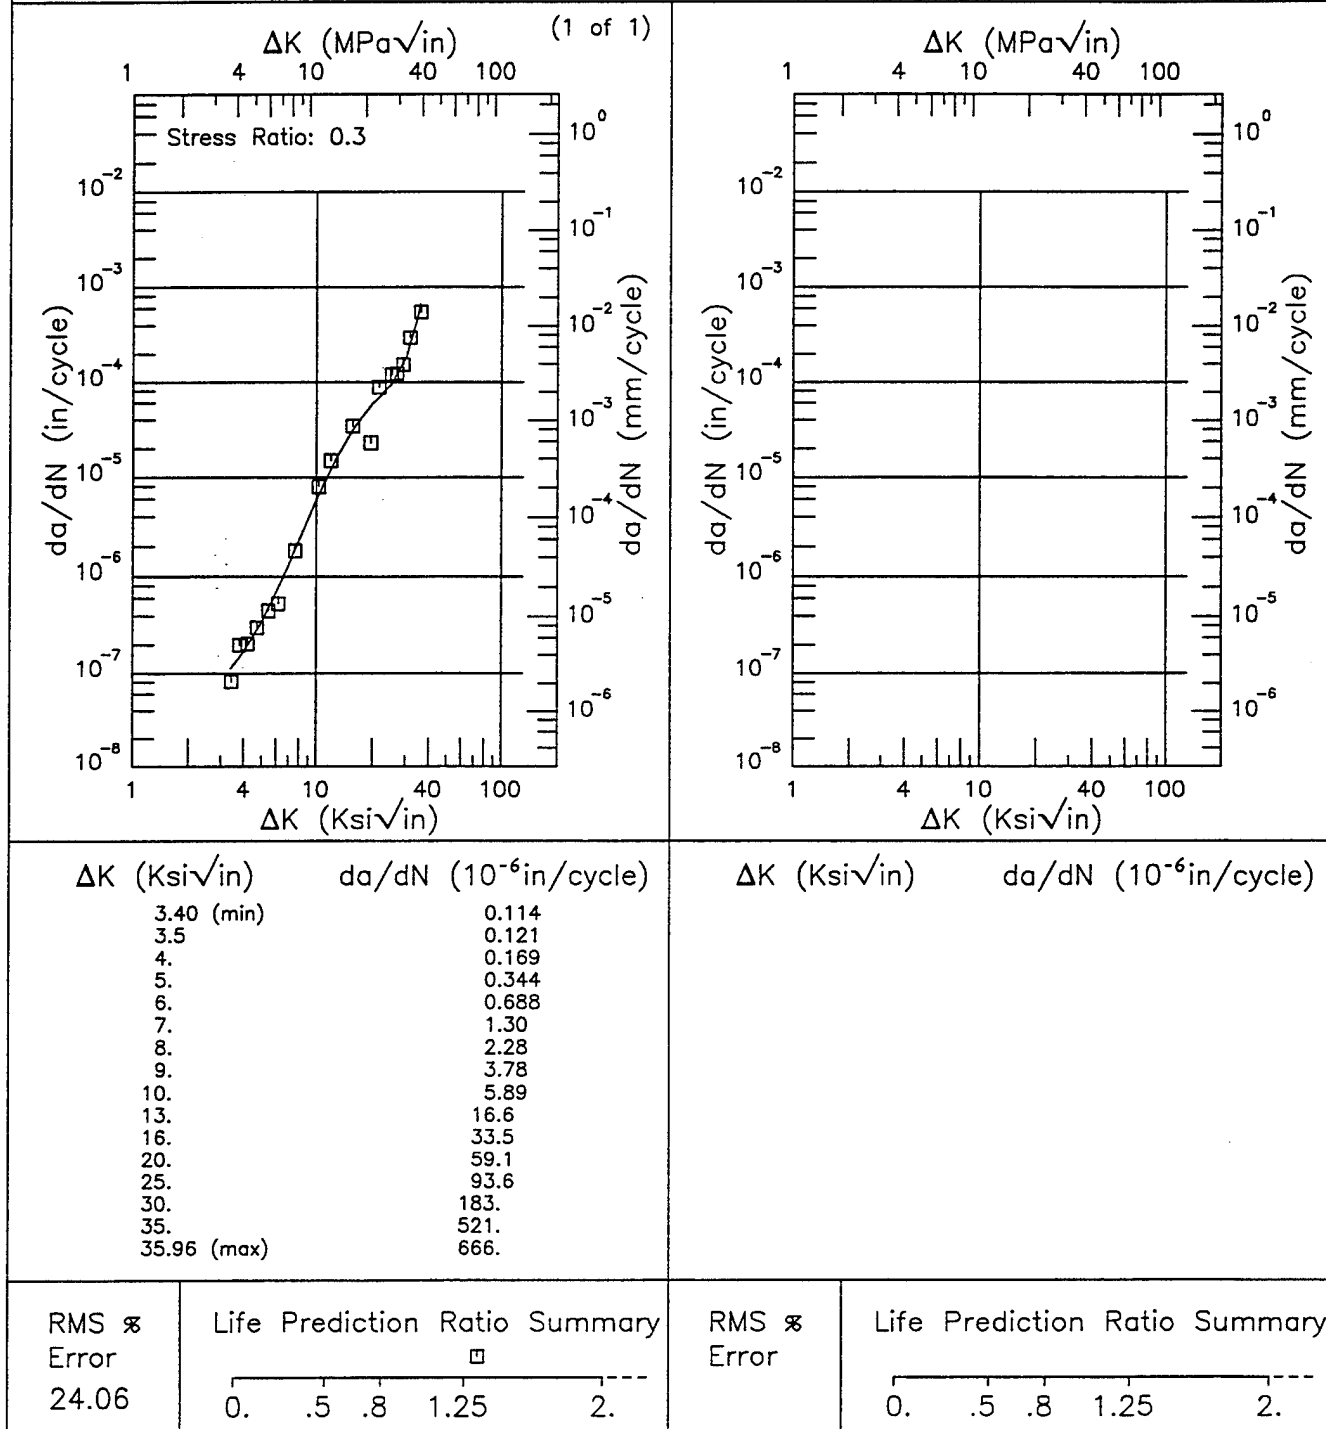 (1 of 1)
ΔK (MPa√in)
1 4 10 40 100
Stress Ratio: 0.3
10⁰
10⁻¹
10⁻²
10⁻³
10⁻⁴
10⁻⁵
10⁻⁶
da/dN (mm/cycle)
10⁻²
10⁻³
10⁻⁴
10⁻⁵
10⁻⁶
10⁻⁷
10⁻⁸
da/dN (in/cycle)
1 4 10 40 100
ΔK (Ksi√in)
ΔK (MPa√in)
1 4 10 40 100
10⁰
10⁻¹
10⁻²
10⁻³
10⁻⁴
10⁻⁵
10⁻⁶
da/dN (mm/cycle)
10⁻²
10⁻³
10⁻⁴
10⁻⁵
10⁻⁶
10⁻⁷
10⁻⁸
da/dN (in/cycle)
1 4 10 40 100
ΔK (Ksi√in)
ΔK (Ksi√in) da/dN (10⁻⁶in/cycle)
3.40 (min) 0.114
3.5 0.121
4. 0.169
5. 0.344
6. 0.688
7. 1.30
8. 2.28
9. 3.78
10. 5.89
13. 16.6
16. 33.5
20. 59.1
25. 93.6
30. 183.
35. 521.
35.96 (max) 666.
ΔK (Ksi√in) da/dN (10⁻⁶in/cycle)
RMS %
Error
24.06
Life Prediction Ratio Summary
0. .5 .8 1.25 2.
RMS %
Error
Life Prediction Ratio Summary
0. .5 .8 1.25 2.